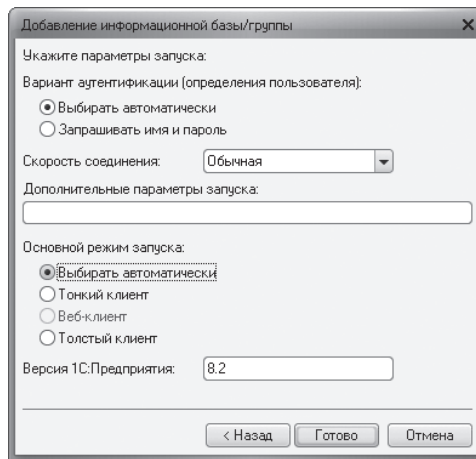 Добавление информационной базы/группы
Укажите параметры запуска:
Вариант аутентификации (определения пользователя):
Выбирать автоматически
Запрашивать имя и пароль
Скорость соединения: Обычная
Дополнительные параметры запуска:
Основной режим запуска:
Выбирать автоматически
Тонкий клиент
Веб-клиент
Толстый клиент
Версия 1С:Предприятия: 8.2
< Назад Готово Отмена